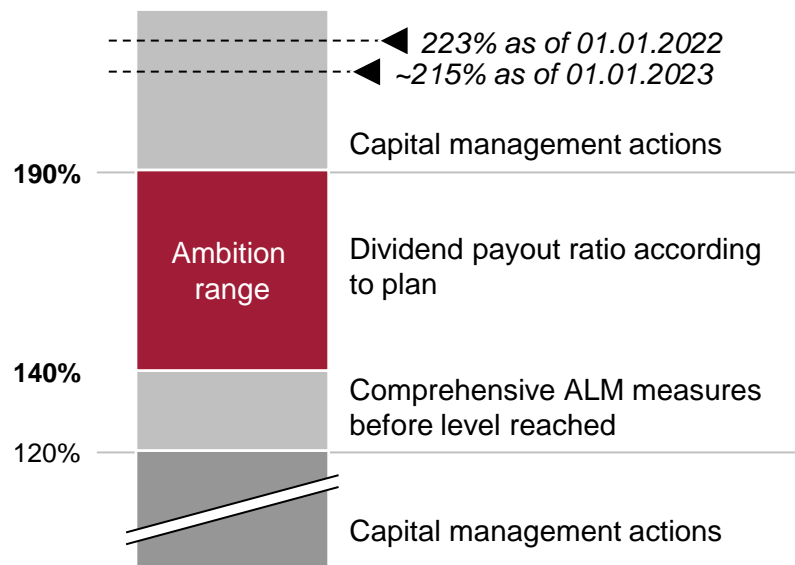 223% as of 01.01.2022
~215% as of 01.01.2023
Capital management actions
190%
Ambition
range
Dividend payout ratio according
to plan
140%
Comprehensive ALM measures
before level reached
120%
Capital management actions